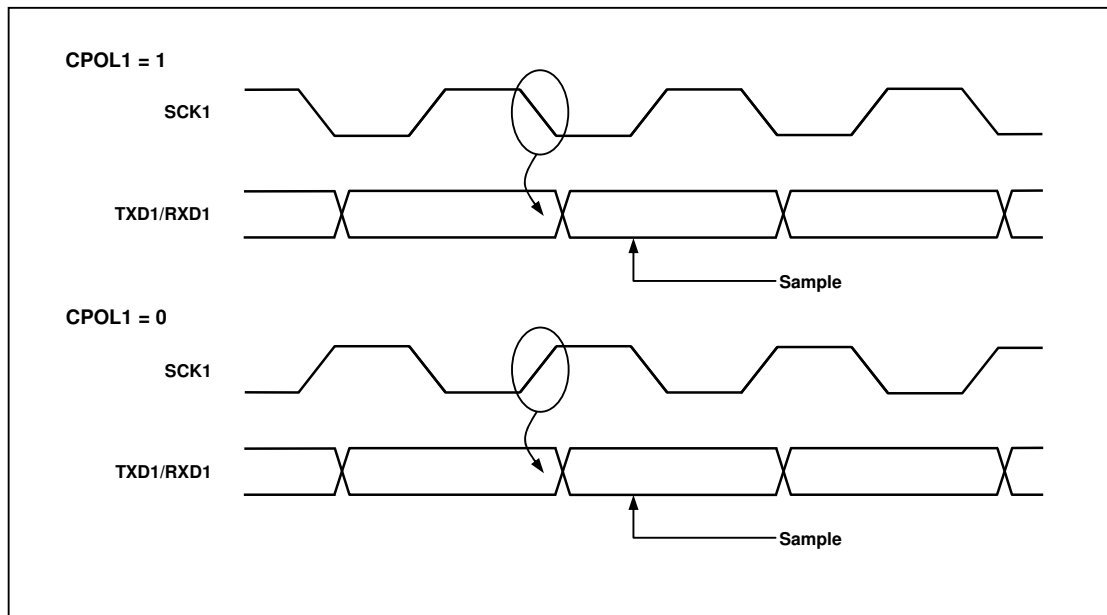 CPOL1 = 1
SCK1
TXD1/RXD1
Sample
CPOL1 = 0
SCK1
TXD1/RXD1
Sample